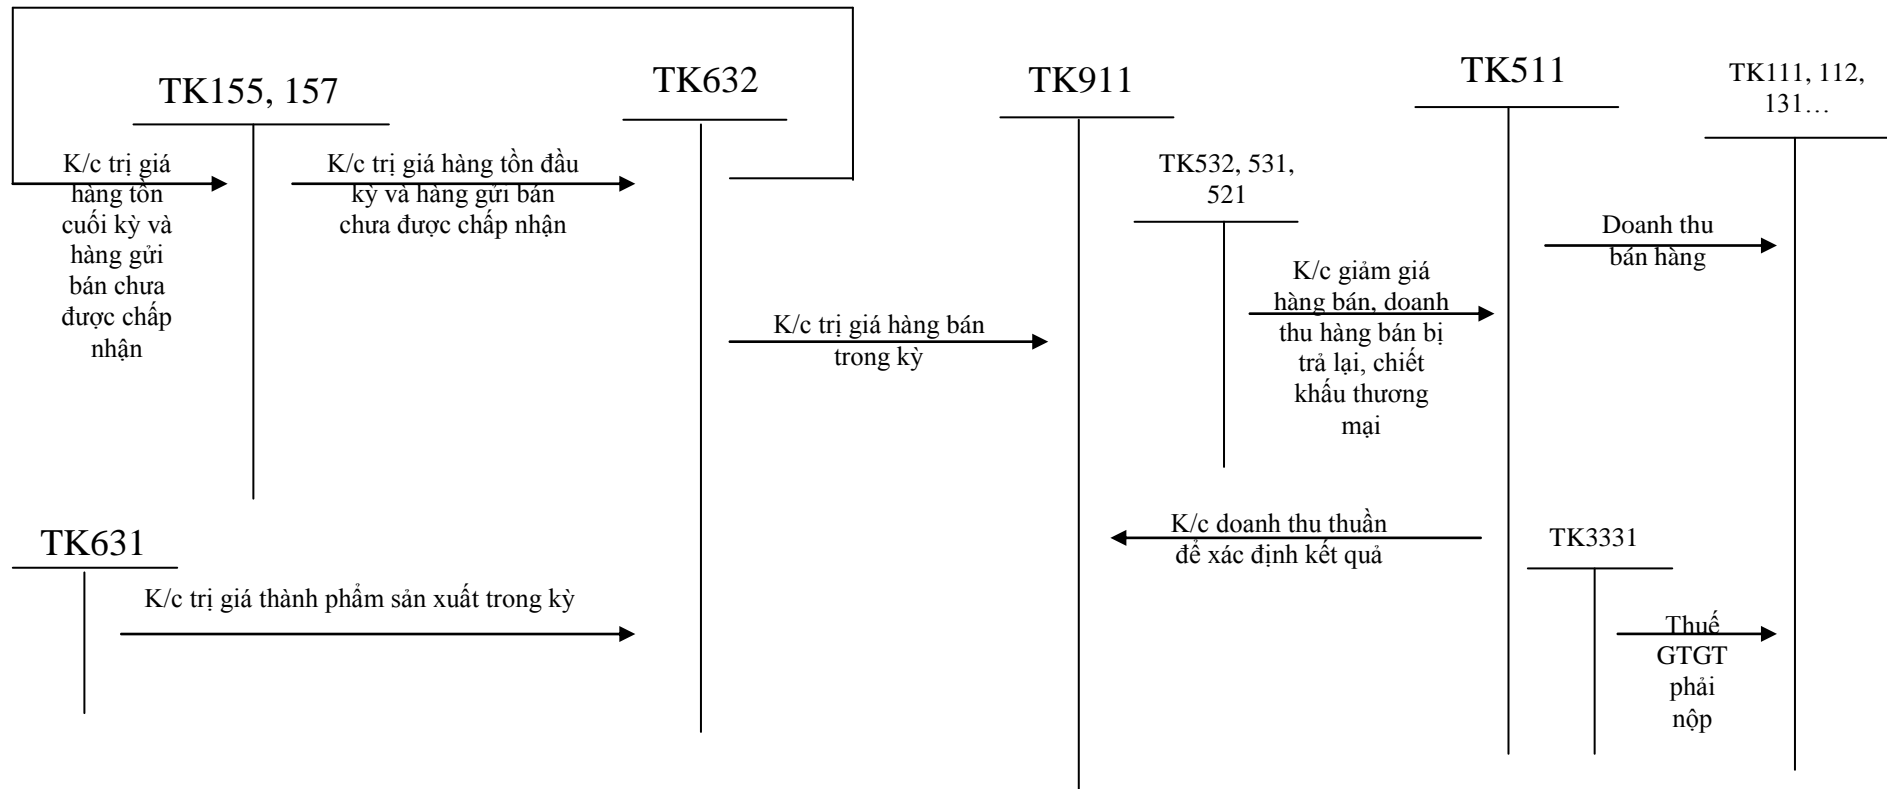 TK155, 157
TK632
TK911
TK511
TK111, 112,
131…
K/c trị giá
hàng tồn
cuối kỳ và
hàng gửi
bán chưa
được chấp
nhận
K/c trị giá hàng tồn đầu
kỳ và hàng gửi bán
chưa được chấp nhận
TK532, 531,
521
Doanh thu
bán hàng
K/c giảm giá
hàng bán, doanh
thu hàng bán bị
trả lại, chiết
khấu thương
mại
K/c trị giá hàng bán
trong kỳ
K/c doanh thu thuần
để xác định kết quả
TK3331
TK631
K/c trị giá thành phẩm sản xuất trong kỳ
Thuế
GTGT
phải
nộp